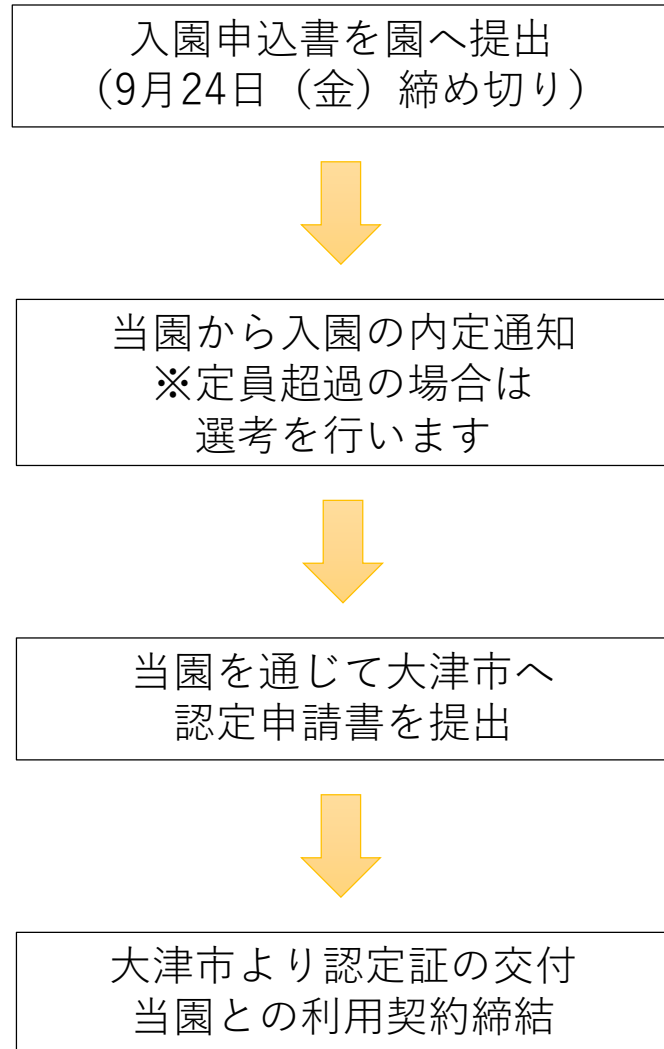 入園申込書を園へ提出
（9月24日（金）締め切り）
当園から入園の内定通知
※定員超過の場合は
選考を行います
当園を通じて大津市へ
認定申請書を提出
大津市より認定証の交付
当園との利用契約締結